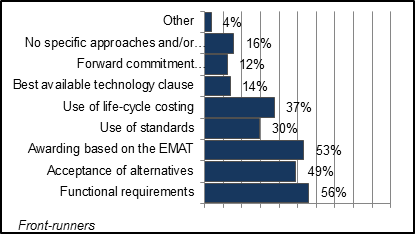 Other 4%
No specific approaches and/or... 16%
Forward commitment... 12%
Best available technology clause 14%
Use of life-cycle costing 37%
Use of standards 30%
Awarding based on the EMAT 53%
Acceptance of alternatives 49%
Functional requirements 56%
Front-runners